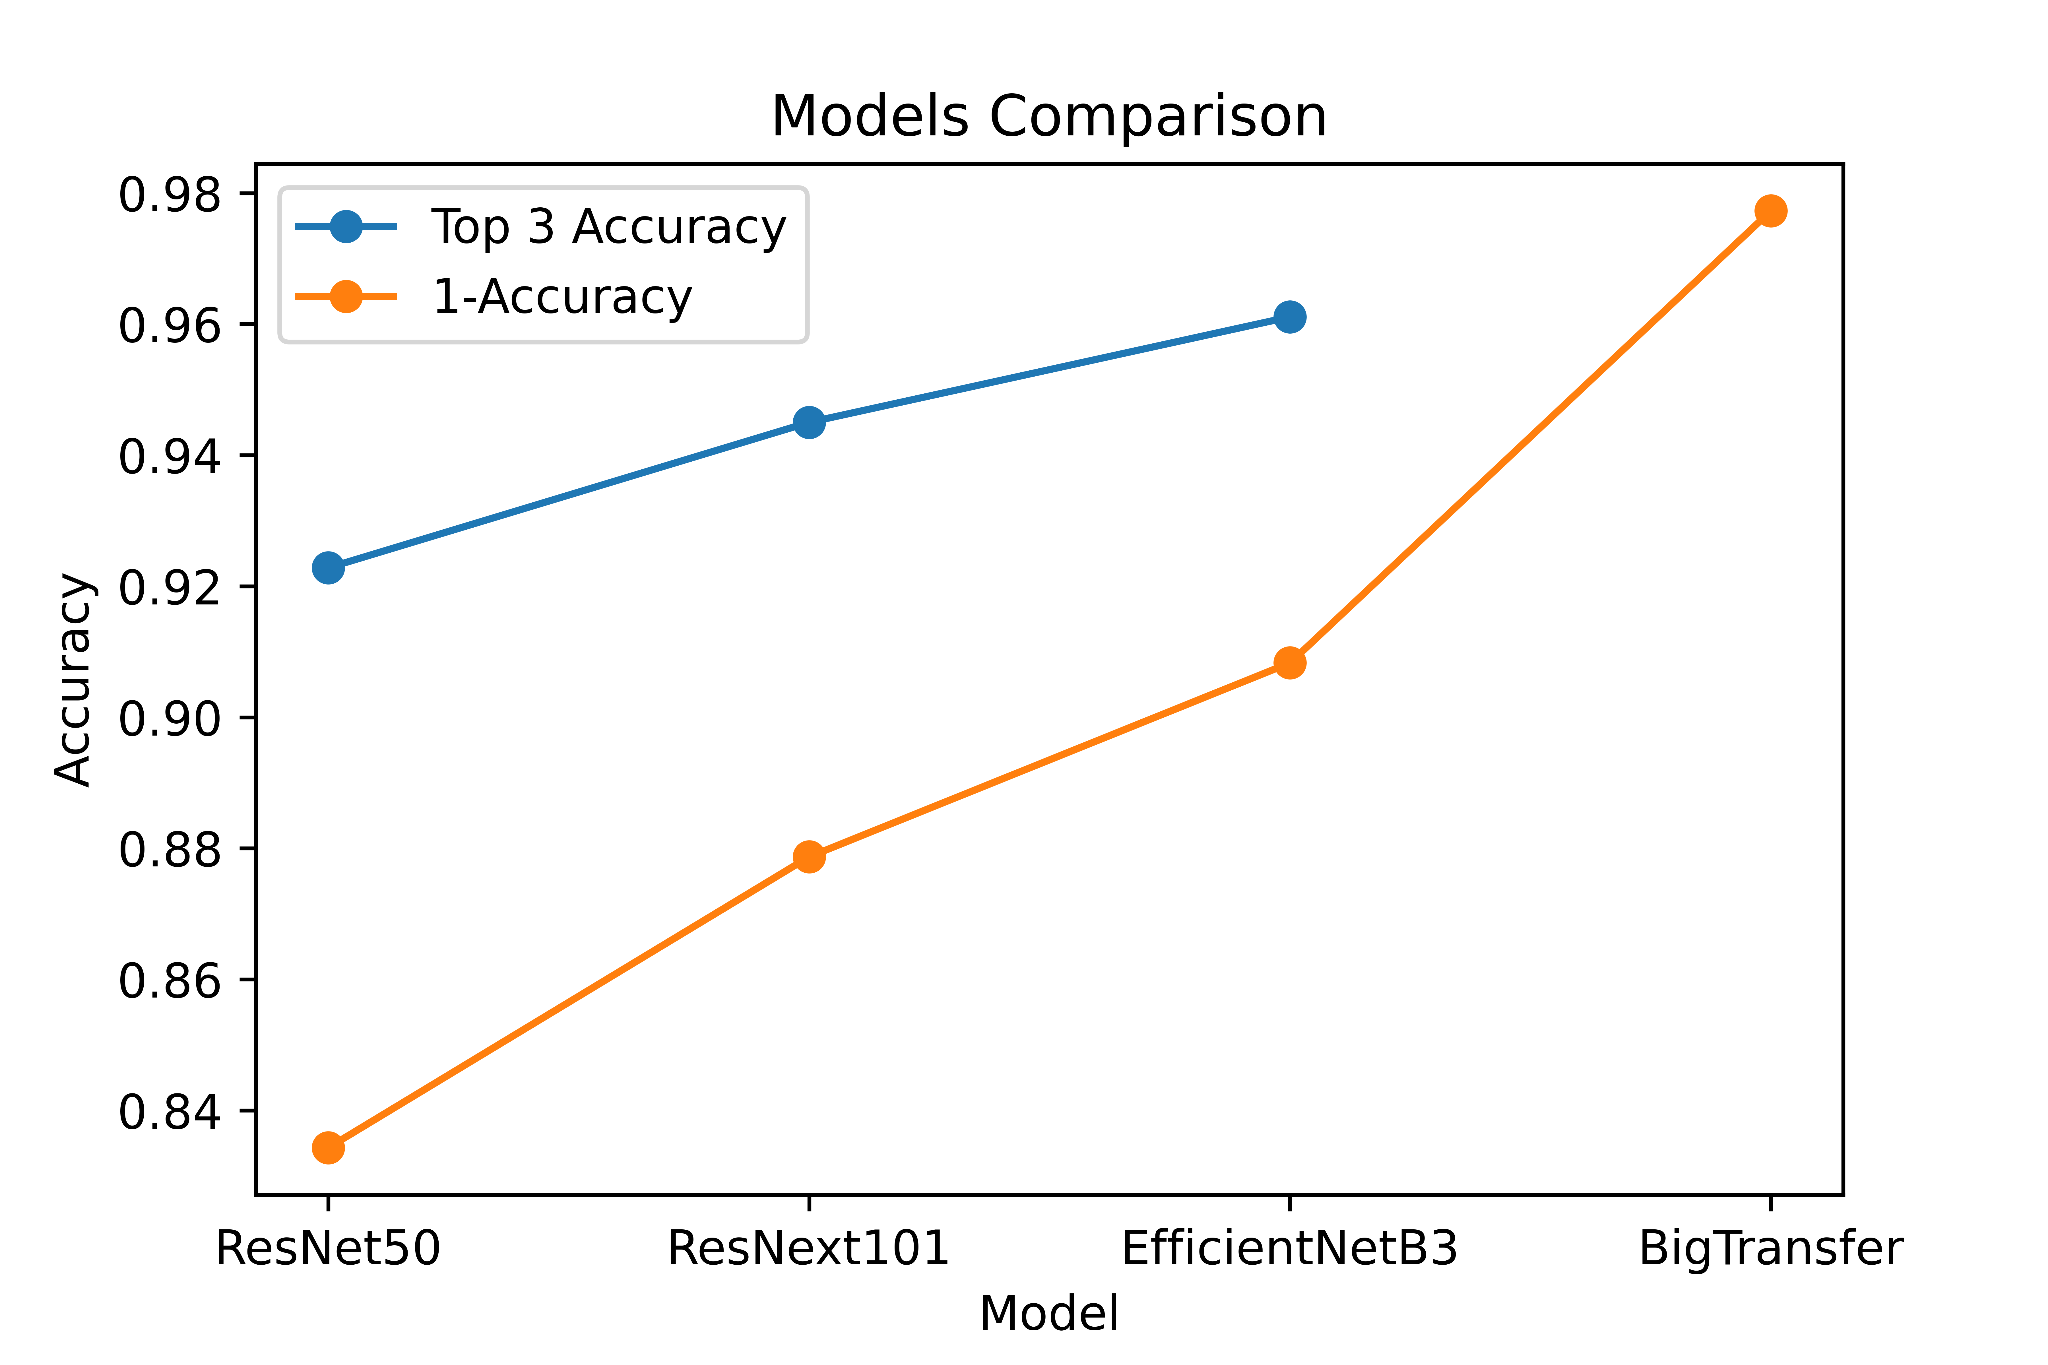 Models Comparison
Top 3 Accuracy
1-Accuracy
0.98
0.96
0.94
0.92
0.90
0.88
0.86
0.84
Accuracy
ResNet50 ResNext101 EfficientNetB3 BigTransfer
Model